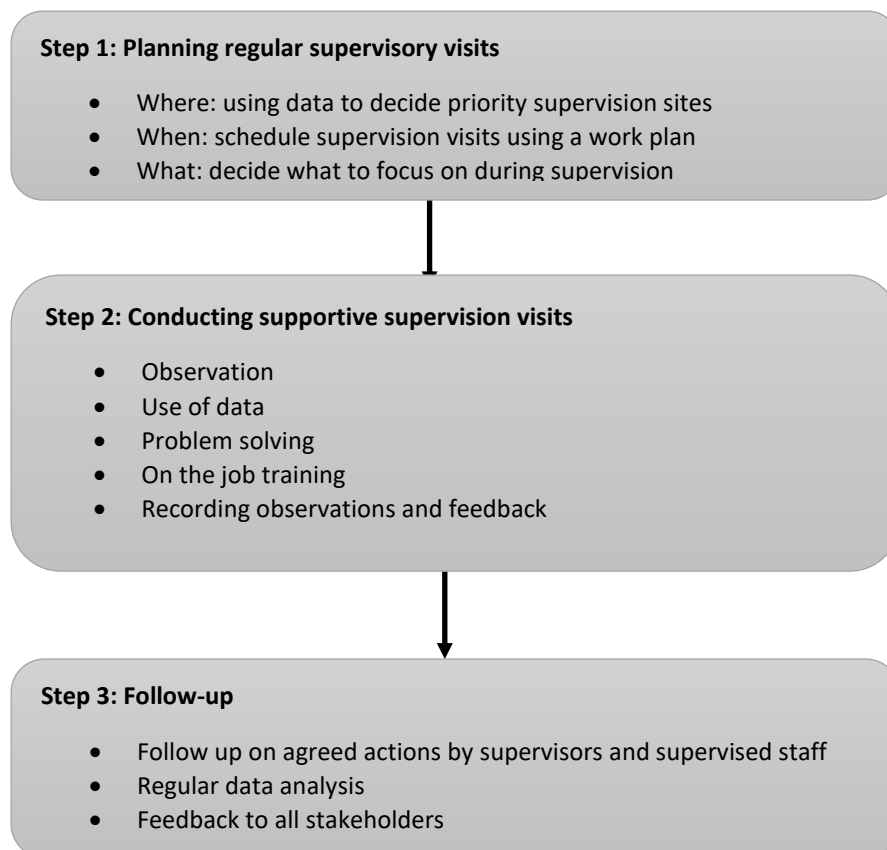 Step 1: Planning regular supervisory visits
• Where: using data to decide priority supervision sites
• When: schedule supervision visits using a work plan
• What: decide what to focus on during supervision
Step 2: Conducting supportive supervision visits
• Observation
• Use of data
• Problem solving
• On the job training
• Recording observations and feedback
Step 3: Follow-up
• Follow up on agreed actions by supervisors and supervised staff
• Regular data analysis
• Feedback to all stakeholders